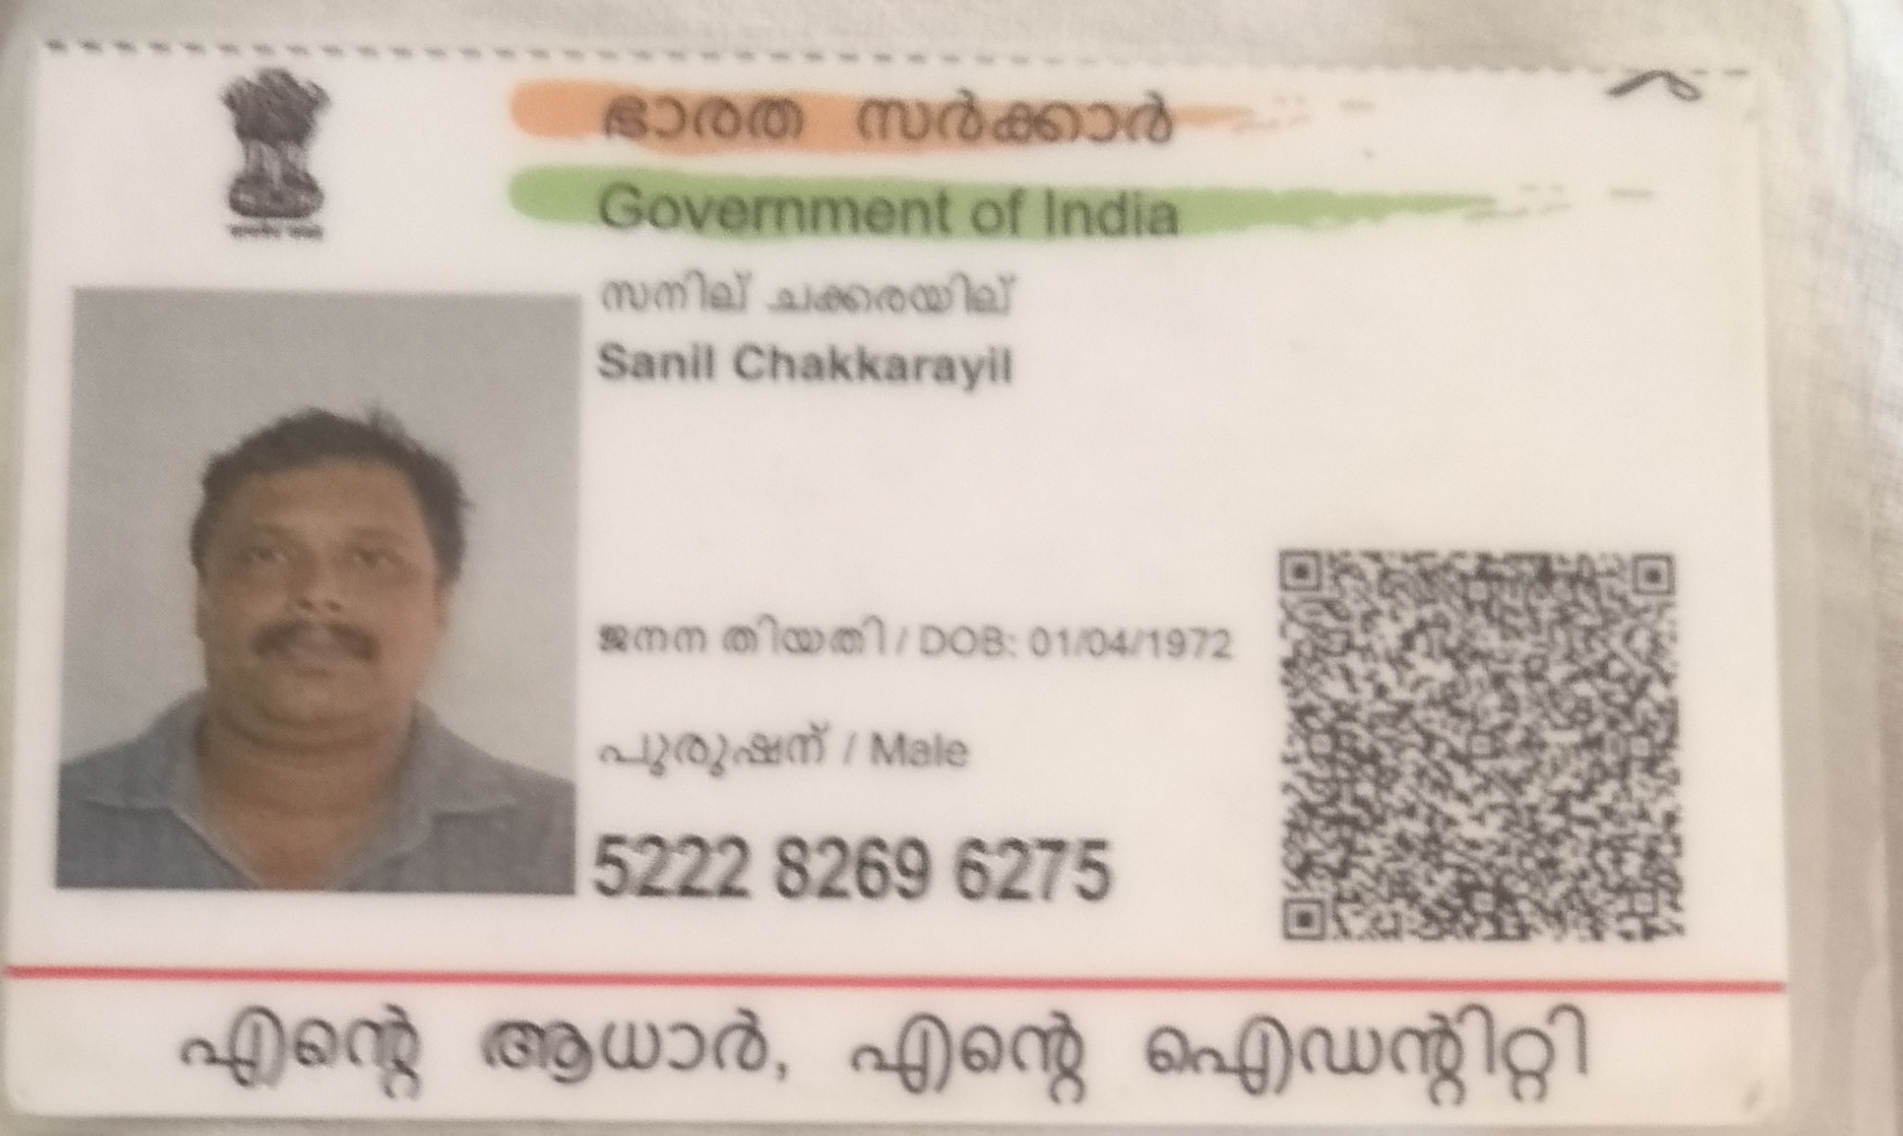 ഭാരത സർക്കാർ
Government of India
സനില് ചക്കരയില്
Sanil Chakkarayil
ജനന തിയതി / DOB: 01/04/1972
പുരുഷന് / Male
5222 8269 6275
എന്റെ ആധാർ, എന്റെ ഐഡന്റിറ്റി